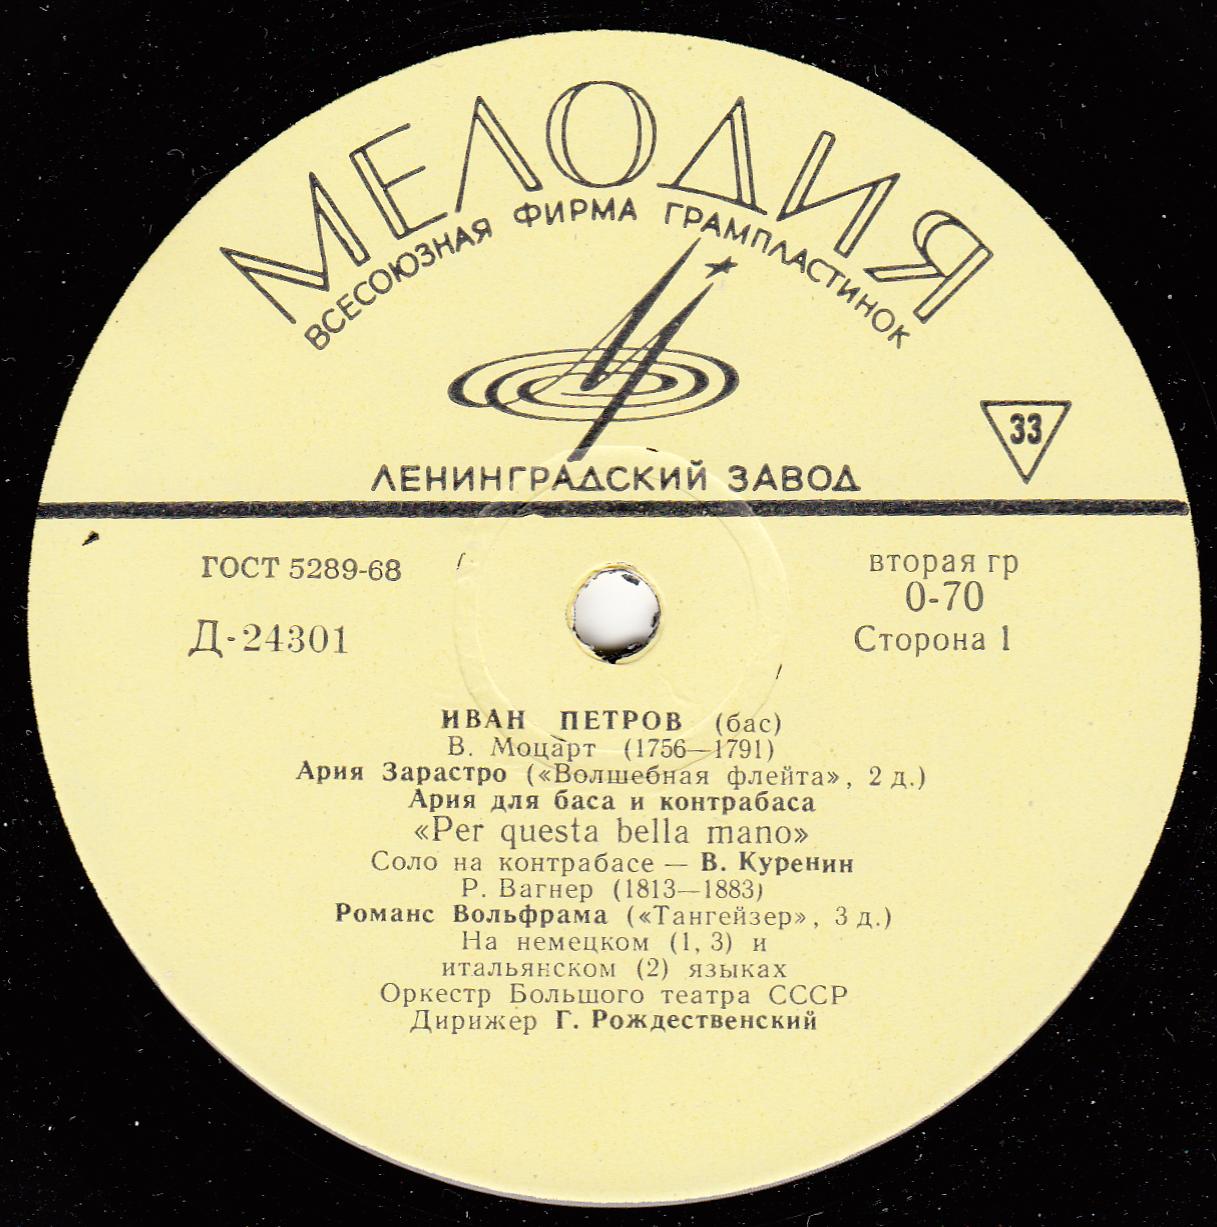 МЕЛОДИЯ
ВСЕСОЮЗНАЯ ФИРМА ГРАМПЛАСТИНОК
33
ЛЕНИНГРАДСКИЙ ЗАВОД
ГОСТ 5289-68
вторая гр
0-70
Д-24301
Сторона 1
ИВАН ПЕТРОВ (бас)
В. Моцарт (1756—1791)
Ария Зарастро («Волшебная флейта», 2 д.)
Ария для баса и контрабаса
«Per questa bella mano»
Соло на контрабасе — В. Куренин
Р. Вагнер (1813—1883)
Романс Вольфрама («Тангейзер», 3 д.)
На немецком (1, 3) и
итальянском (2) языках
Оркестр Большого театра СССР
Дирижер Г. Рождественский